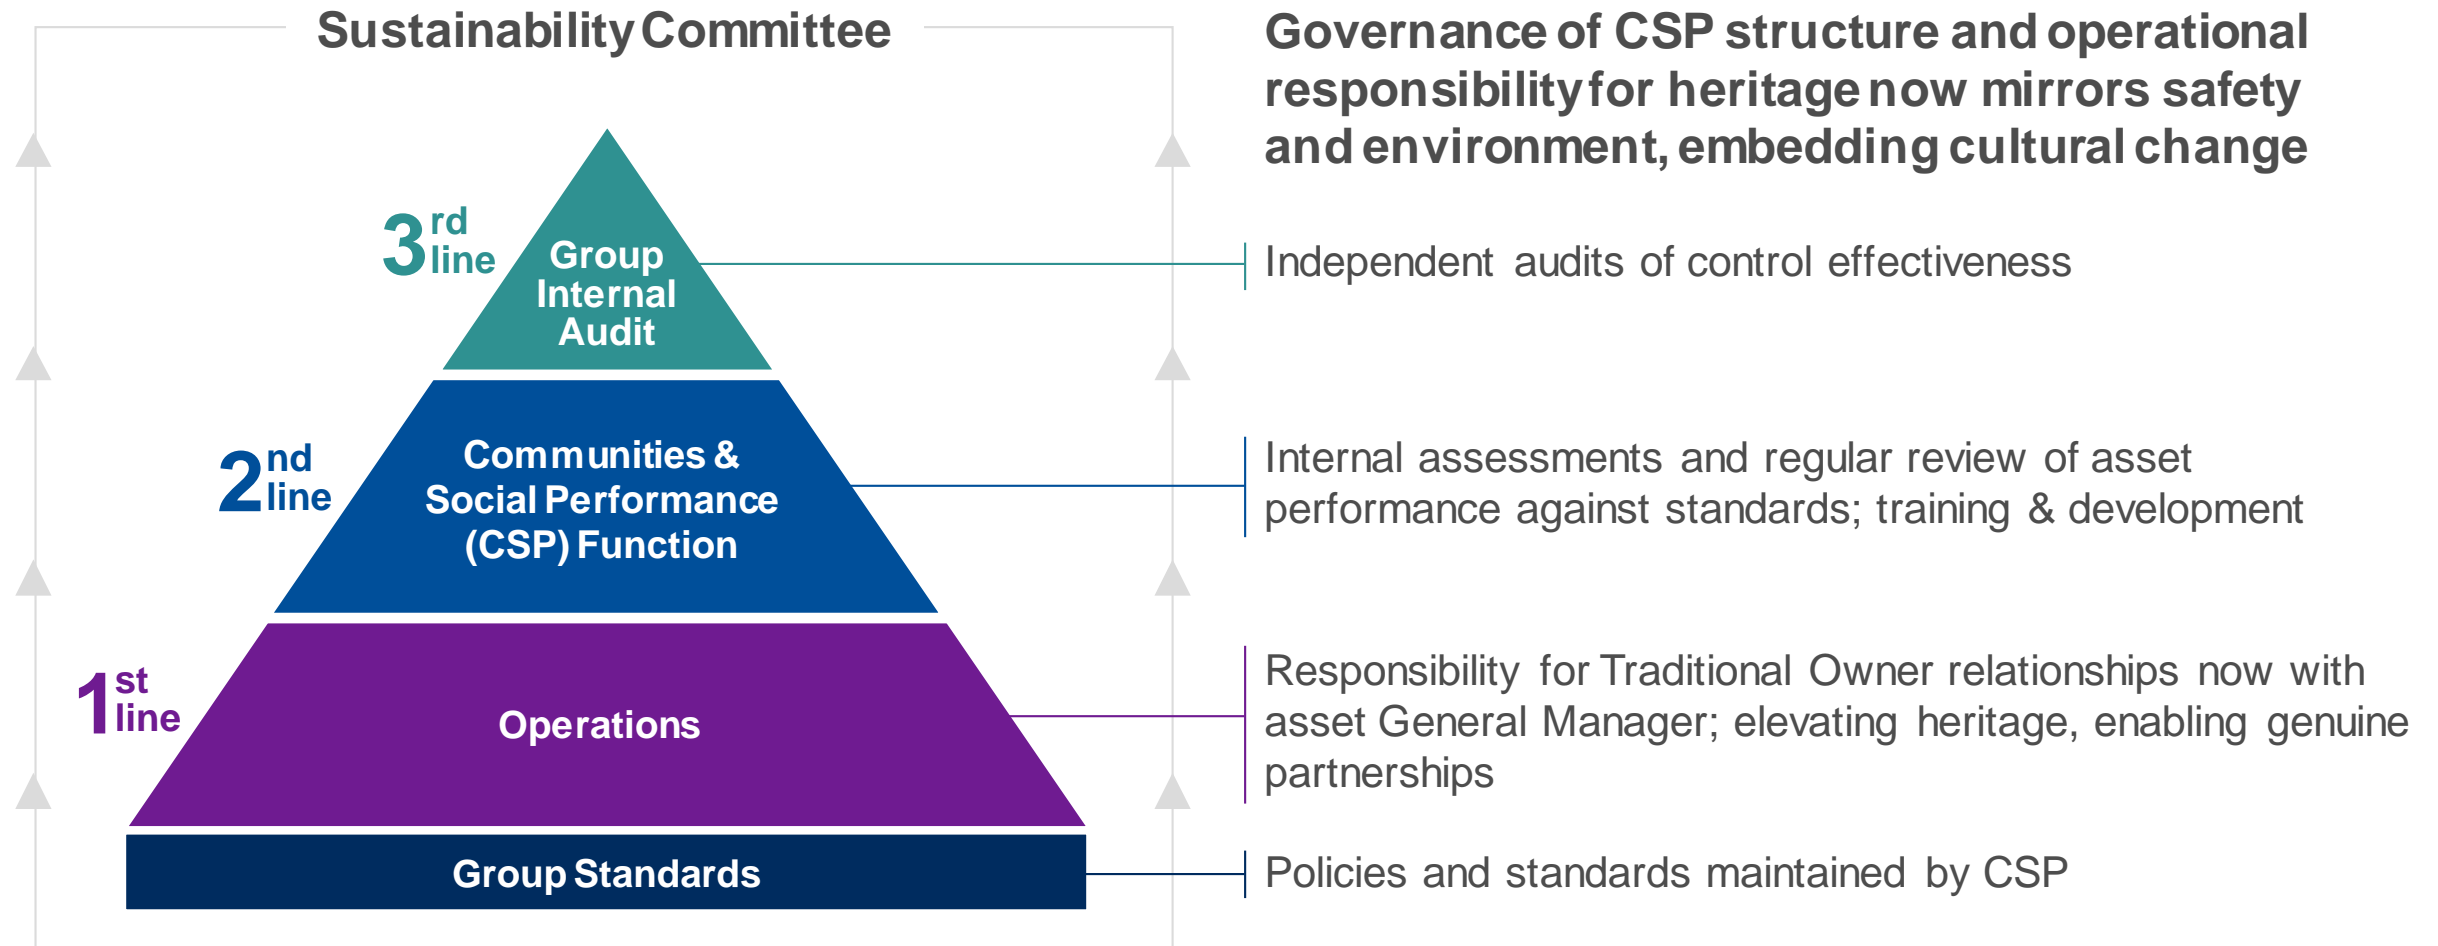 Sustainability Committee
Governance of CSP structure and operational
responsibility for heritage now mirrors safety
and environment, embedding cultural change
3rd line
Group
Internal
Audit
Independent audits of control effectiveness
2nd line
Communities &
Social Performance
(CSP) Function
Internal assessments and regular review of asset
performance against standards; training & development
1st line
Operations
Responsibility for Traditional Owner relationships now with
asset General Manager; elevating heritage, enabling genuine
partnerships
Group Standards
Policies and standards maintained by CSP